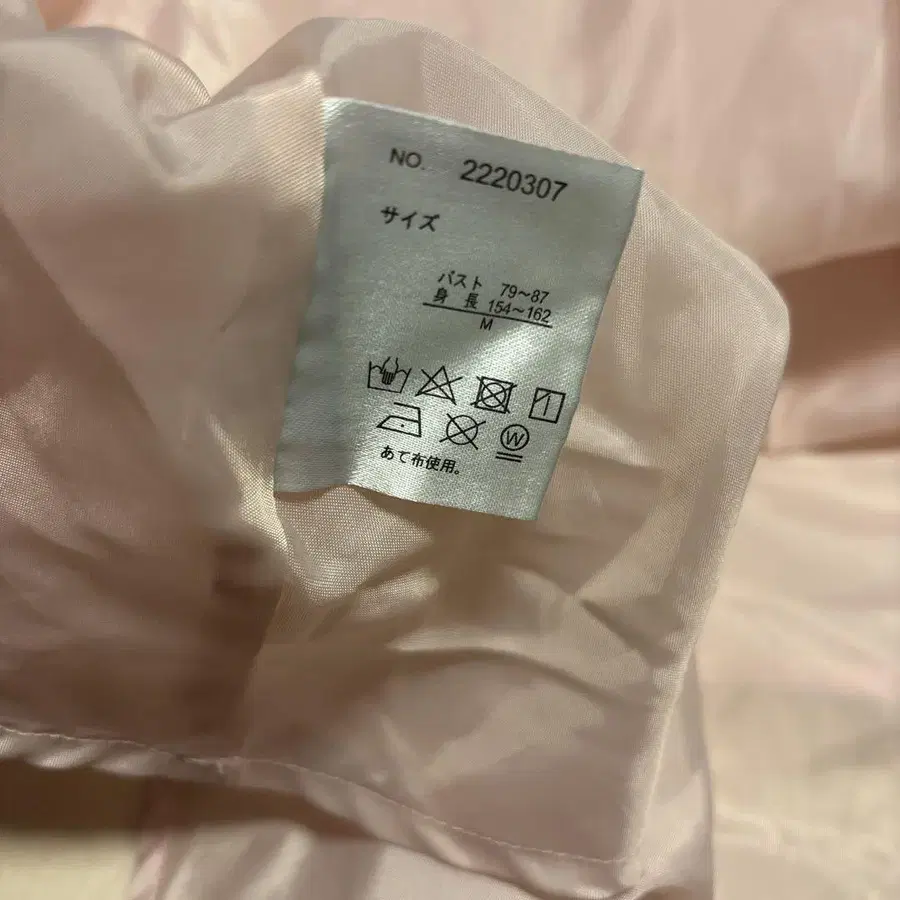 NO. 2220307
サイズ
バスト 79～87
身 長 154～162
M
W
あて布使用。